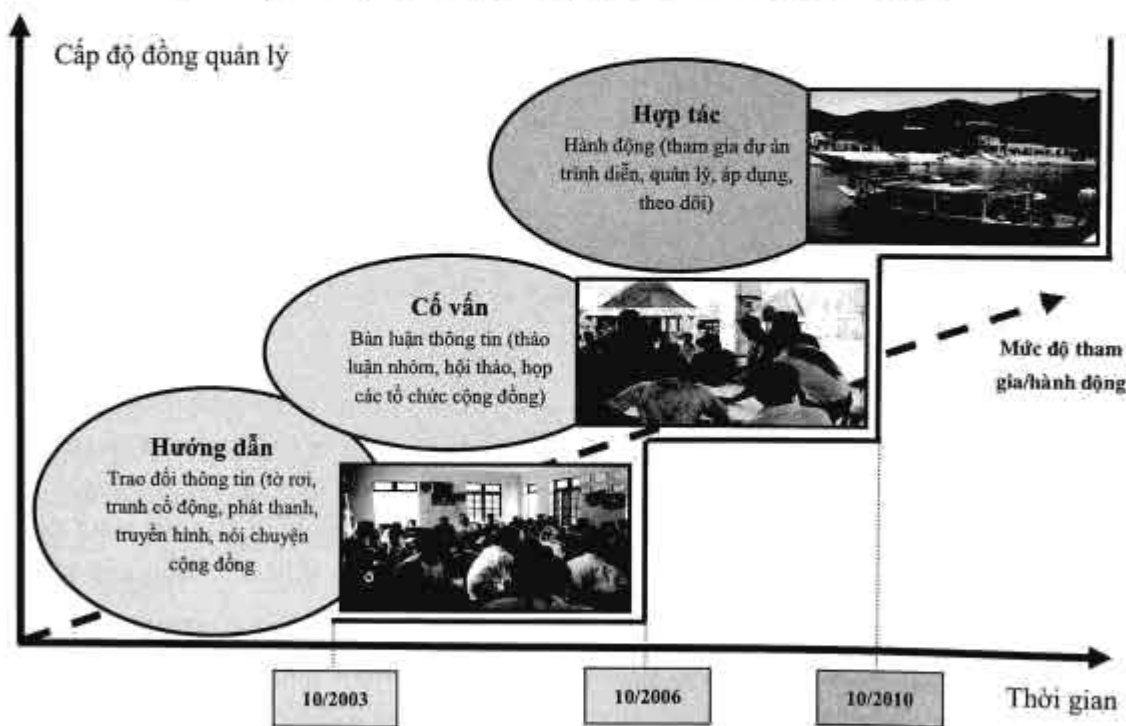 Cấp độ đồng quản lý
Hợp tác
Hành động (tham gia dự án
trình diễn, quản lý, áp dụng,
theo dõi)
Cố vấn
Bàn luận thông tin (thảo
luận nhóm, hội thảo, họp
các tổ chức cộng đồng)
Mức độ tham
gia/hành động
Hướng dẫn
Trao đổi thông tin (tờ rơi,
tranh cổ động, phát thanh,
truyền hình, nói chuyện
cộng đồng
10/2003
10/2006
10/2010
Thời gian